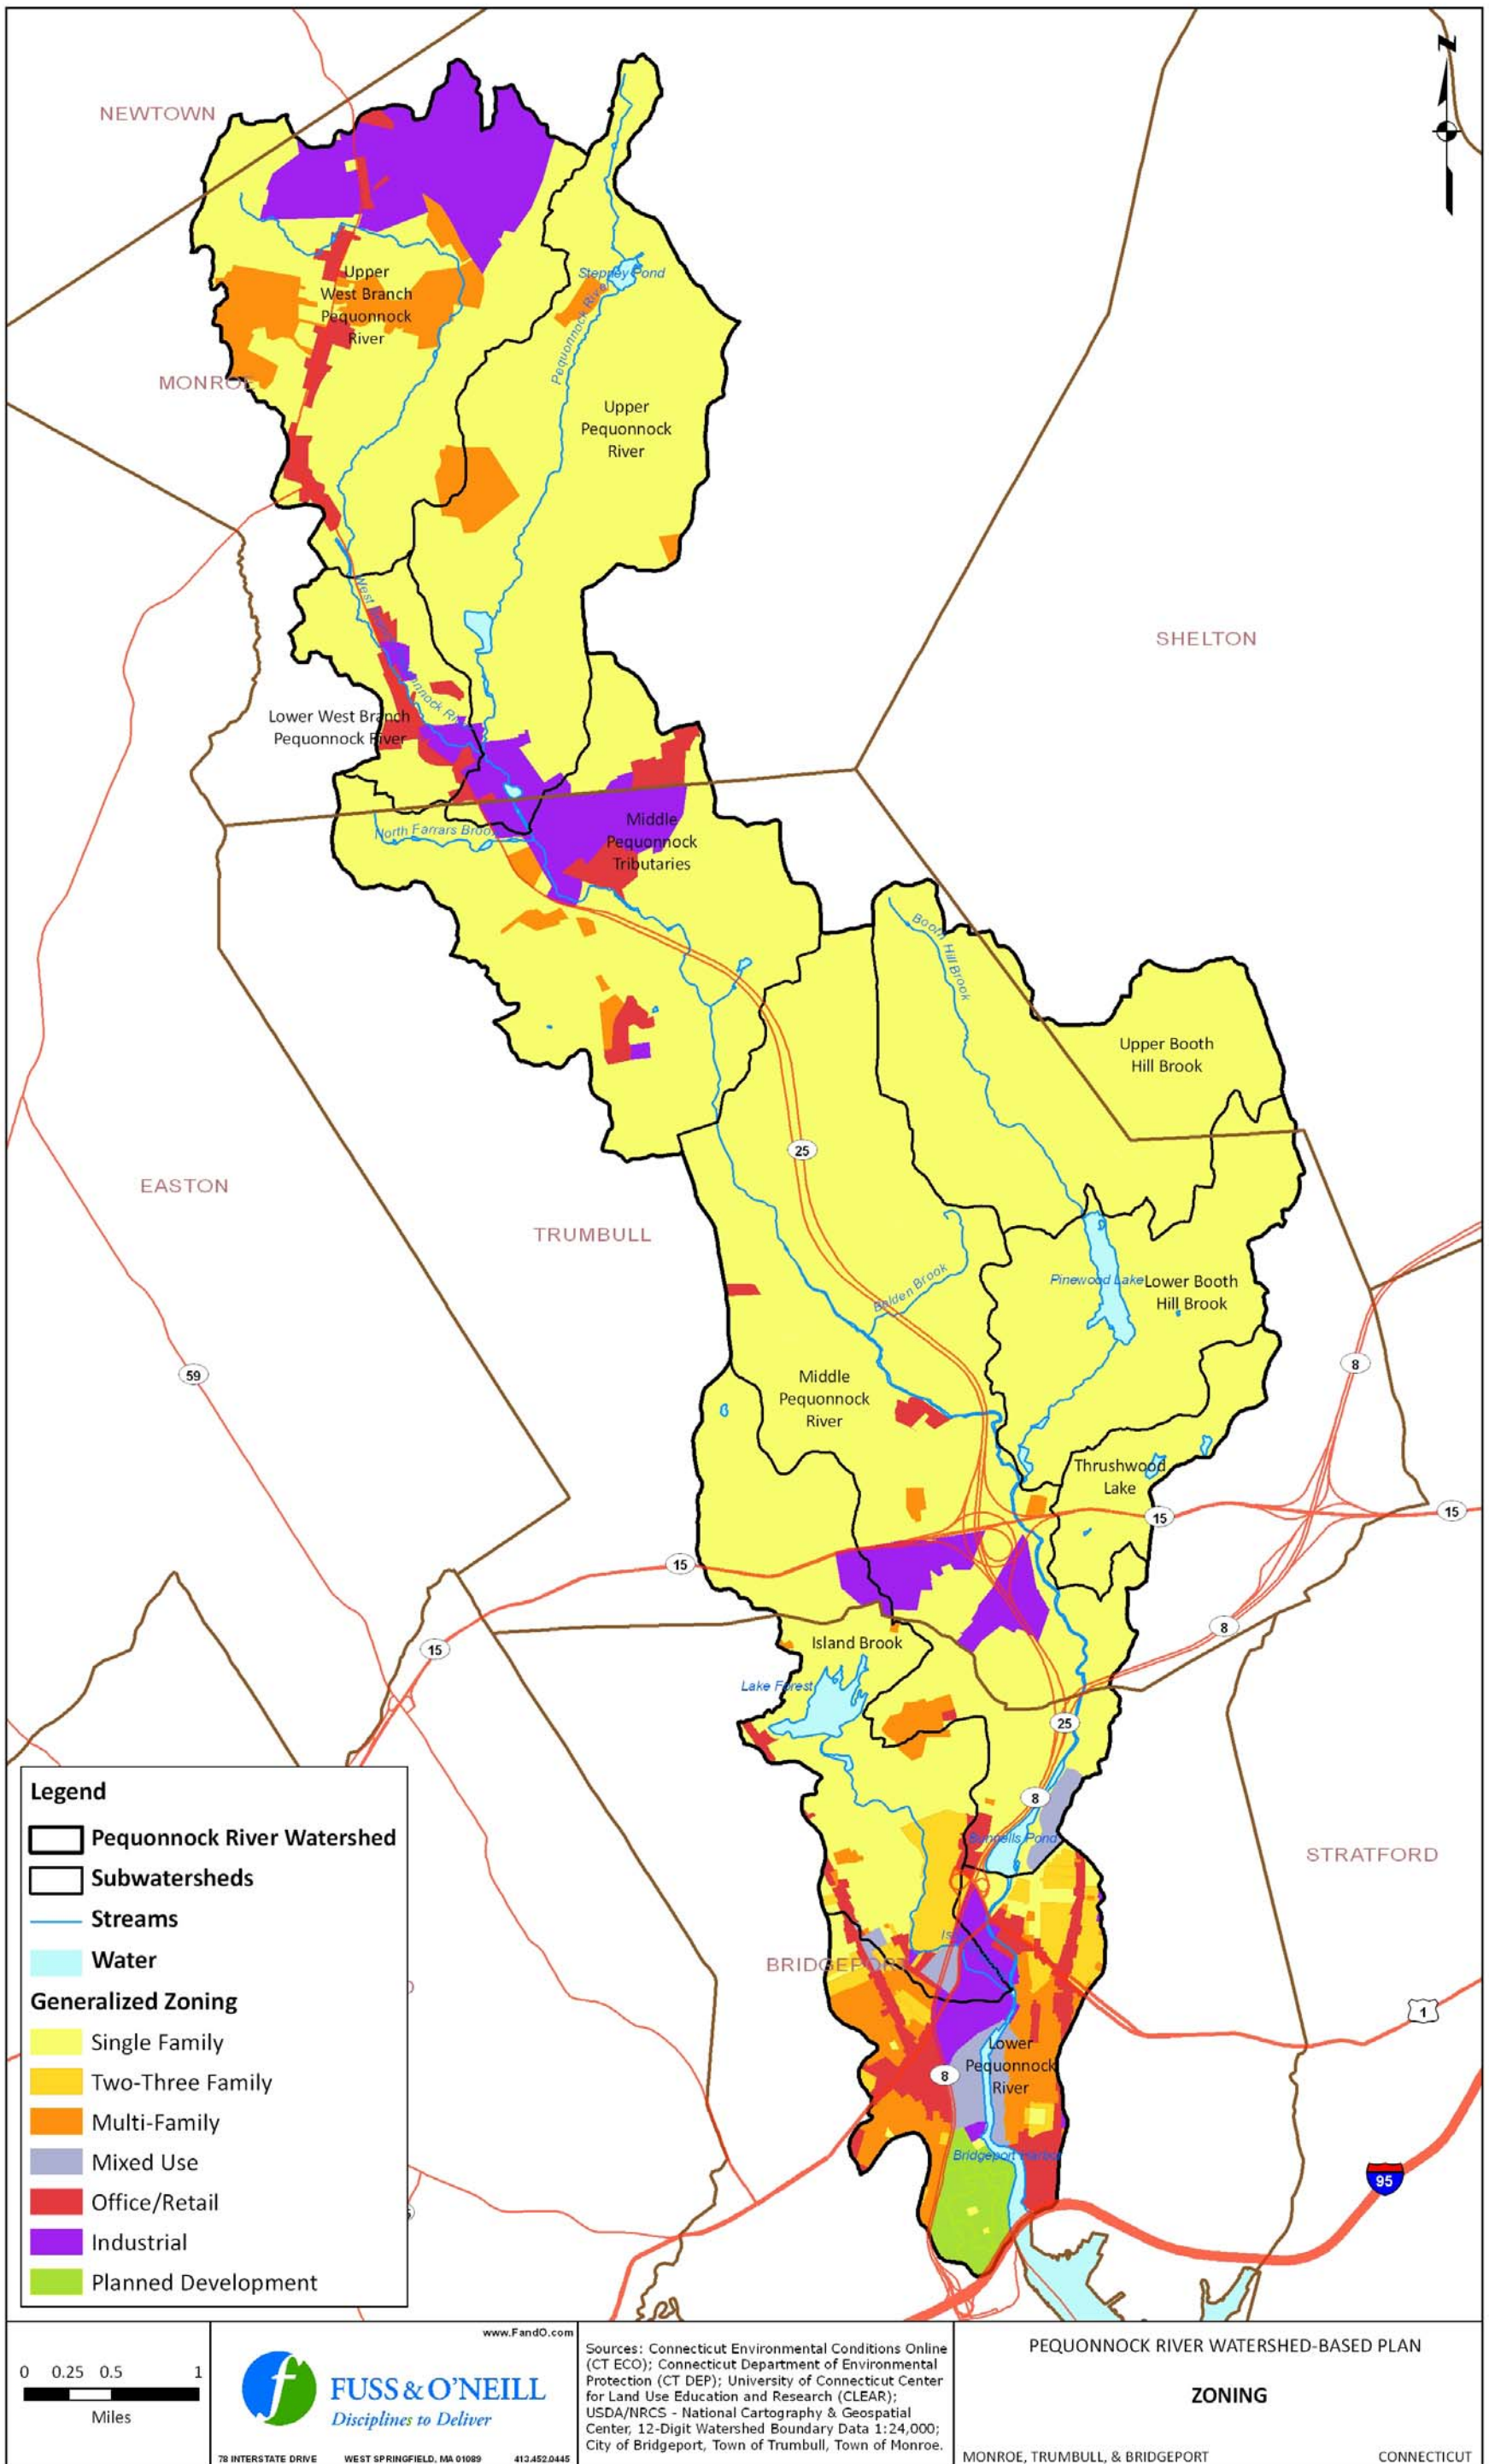 N
NEWTOWN
Stepney Pond
Upper
West Branch
Pequonnock
River
Pequonnock River
MONROE
Upper
Pequonnock
River
SHELTON
West
Lower West Branch
Pequonnock River
Middle
Pequonnock
Tributaries
North Farrars Brook
Booth Hill Brook
Upper Booth
Hill Brook
25
EASTON
TRUMBULL
Pinewood Lake
Lower Booth
Hill Brook
Belden Brook
8
59
Middle
Pequonnock
River
Thrushwood
Lake
15
15
15
8
15
Island Brook
Lake Forest
25
8
Bunnells Pond
STRATFORD
BRIDGEPORT
1
Lower
Pequonnock
River
8
Bridgeport Harbor
95
Legend
Pequonnock River Watershed
Subwatersheds
Streams
Water
Generalized Zoning
Single Family
Two-Three Family
Multi-Family
Mixed Use
Office/Retail
Industrial
Planned Development
0 0.25 0.5 1
Miles
www.FandO.com
FUSS & O'NEILL
Disciplines to Deliver
78 INTERSTATE DRIVE WEST SPRINGFIELD, MA 01089 413.452.0445
Sources: Connecticut Environmental Conditions Online
(CT ECO); Connecticut Department of Environmental
Protection (CT DEP); University of Connecticut Center
for Land Use Education and Research (CLEAR);
USDA/NRCS - National Cartography & Geospatial
Center, 12-Digit Watershed Boundary Data 1:24,000;
City of Bridgeport, Town of Trumbull, Town of Monroe.
PEQUONNOCK RIVER WATERSHED-BASED PLAN
ZONING
MONROE, TRUMBULL, & BRIDGEPORT CONNECTICUT